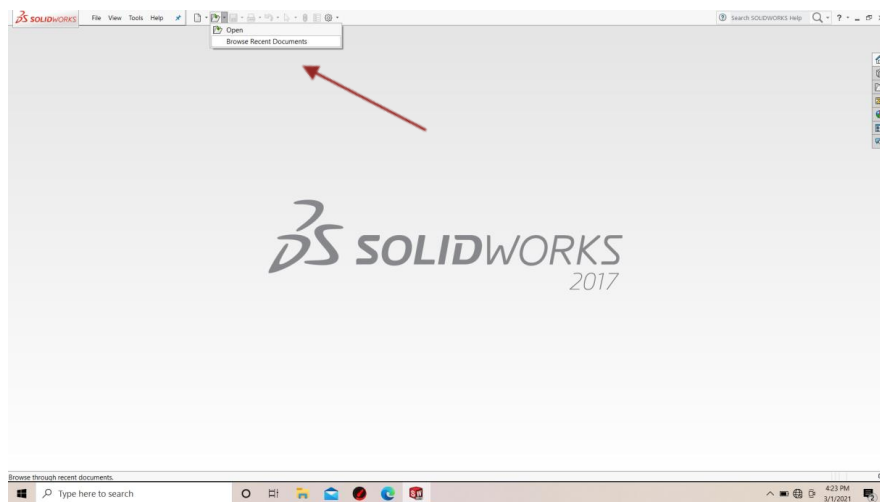 SOLIDWORKS File View Tools Help Search SOLIDWORKS Help ?
Open
Browse Recent Documents
SOLIDWORKS
2017
Browse through recent documents.
Type here to search
4:23 PM
3/1/2021
2